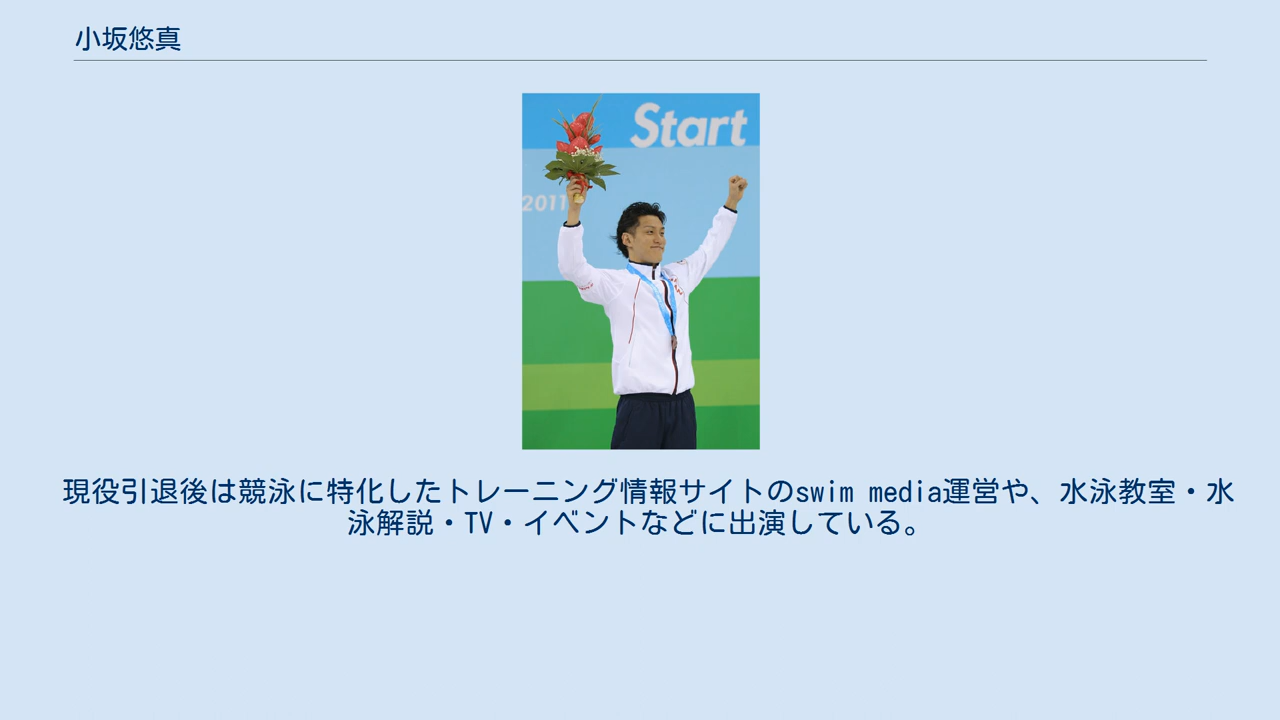 小坂悠真
Start
2011
現役引退後は競泳に特化したトレーニング情報サイトのswim media運営や、水泳教室・水
泳解説・TV・イベントなどに出演している。